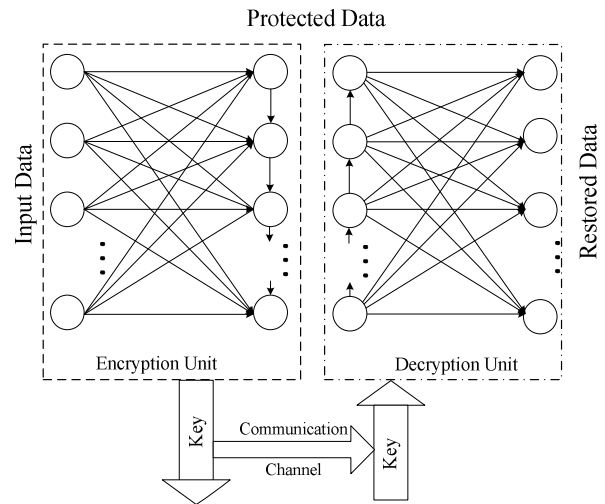 Protected Data
Input Data
Restored Data
Encryption Unit
Decryption Unit
Key
Communication
Channel
Key